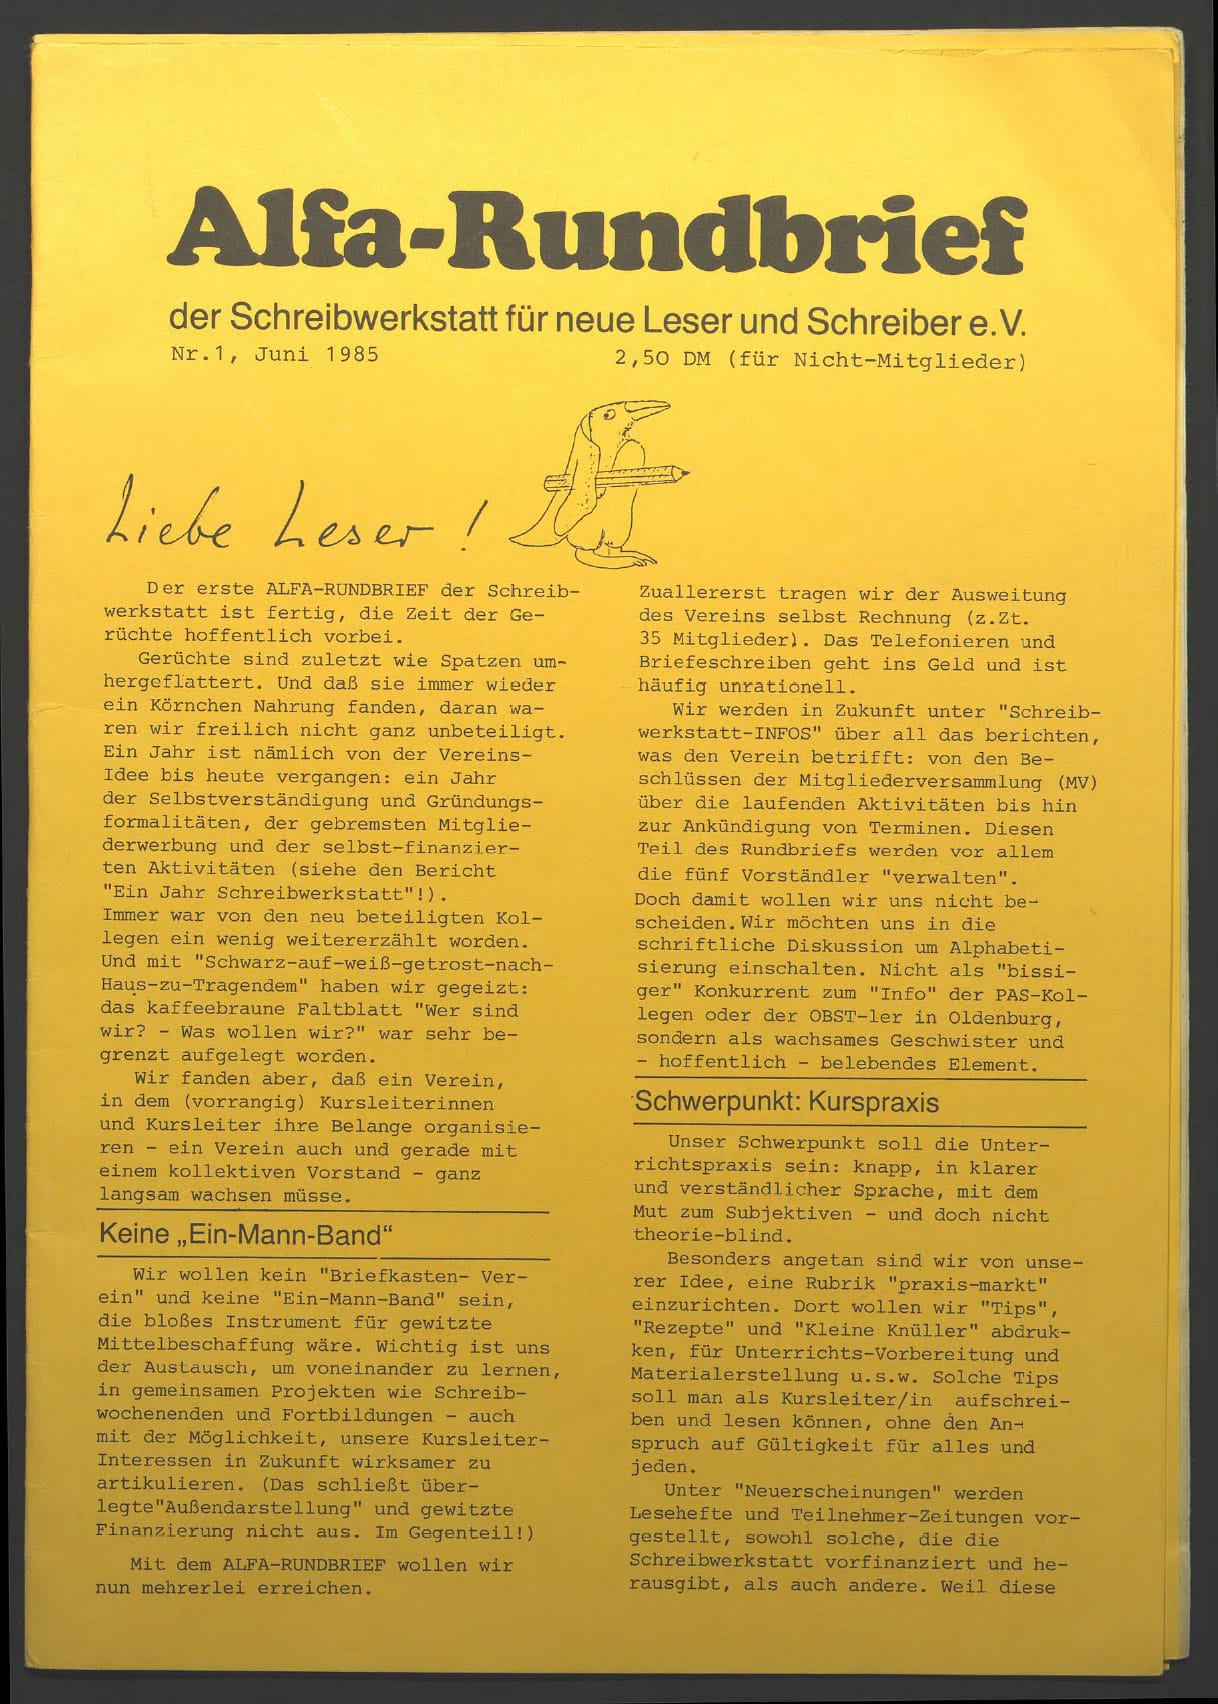 Alfa-Rundbrief
der Schreibwerkstatt für neue Leser und Schreiber e.V.
Nr.1, Juni 1985
2,50 DM (für Nicht-Mitglieder)
Liebe Leser!
Der erste ALFA-RUNDBRIEF der Schreib-
werkstatt ist fertig, die Zeit der Ge-
rüchte hoffentlich vorbei.
Gerüchte sind zuletzt wie Spatzen um-
hergeflattert. Und daß sie immer wieder
ein Körnchen Nahrung fanden, daran wa-
ren wir freilich nicht ganz unbeteiligt.
Ein Jahr ist nämlich von der Vereins-
Idee bis heute vergangen: ein Jahr
der Selbstverständigung und Gründungs-
formalitäten, der gebremsten Mitglie-
derwerbung und der selbst-finanzier-
ten Aktivitäten (siehe den Bericht
"Ein Jahr Schreibwerkstatt"!).
Immer war von den neu beteiligten Kol-
legen ein wenig weitererzählt worden.
Und mit "Schwarz-auf-weiß-getrost-nach-
Haus-zu-Tragendem" haben wir gegeizt:
das kaffeebraune Faltblatt "Wer sind
wir? - Was wollen wir?" war sehr be-
grenzt aufgelegt worden.
Wir fanden aber, daß ein Verein,
in dem (vorrangig) Kursleiterinnen
und Kursleiter ihre Belange organisie-
ren - ein Verein auch und gerade mit
einem kollektiven Vorstand - ganz
langsam wachsen müsse.
Keine „Ein-Mann-Band“
Wir wollen kein "Briefkasten- Ver-
ein" und keine "Ein-Mann-Band" sein,
die bloßes Instrument für gewitzte
Mittelbeschaffung wäre. Wichtig ist uns
der Austausch, um voneinander zu lernen,
in gemeinsamen Projekten wie Schreib-
wochenenden und Fortbildungen - auch
mit der Möglichkeit, unsere Kursleiter-
Interessen in Zukunft wirksamer zu
artikulieren. (Das schließt über-
legte"Außendarstellung" und gewitzte
Finanzierung nicht aus. Im Gegenteil!)
Mit dem ALFA-RUNDBRIEF wollen wir
nun mehrerlei erreichen.
Zuallererst tragen wir der Ausweitung
des Vereins selbst Rechnung (z.Zt.
35 Mitglieder). Das Telefonieren und
Briefeschreiben geht ins Geld und ist
häufig unrationell.
Wir werden in Zukunft unter "Schreib-
werkstatt-INFOS" über all das berichten,
was den Verein betrifft: von den Be-
schlüssen der Mitgliederversammlung (MV)
über die laufenden Aktivitäten bis hin
zur Ankündigung von Terminen. Diesen
Teil des Rundbriefs werden vor allem
die fünf Vorständler "verwalten".
Doch damit wollen wir uns nicht be-
scheiden.Wir möchten uns in die
schriftliche Diskussion um Alphabeti-
sierung einschalten. Nicht als "bissi-
ger" Konkurrent zum "Info" der PAS-Kol-
legen oder der OBST-ler in Oldenburg,
sondern als wachsames Geschwister und
- hoffentlich - belebendes Element.
Schwerpunkt: Kurspraxis
Unser Schwerpunkt soll die Unter-
richtspraxis sein: knapp, in klarer
und verständlicher Sprache, mit dem
Mut zum Subjektiven - und doch nicht
theorie-blind.
Besonders angetan sind wir von unse-
rer Idee, eine Rubrik "praxis-markt"
einzurichten. Dort wollen wir "Tips",
"Rezepte" und "Kleine Knüller" abdruk-
ken, für Unterrichts-Vorbereitung und
Materialerstellung u.s.w. Solche Tips
soll man als Kursleiter/in aufschrei-
ben und lesen können, ohne den An-
spruch auf Gültigkeit für alles und
jeden.
Unter "Neuerscheinungen" werden
Lesehefte und Teilnehmer-Zeitungen vor-
gestellt, sowohl solche, die die
Schreibwerkstatt vorfinanziert und he-
rausgibt, als auch andere. Weil diese